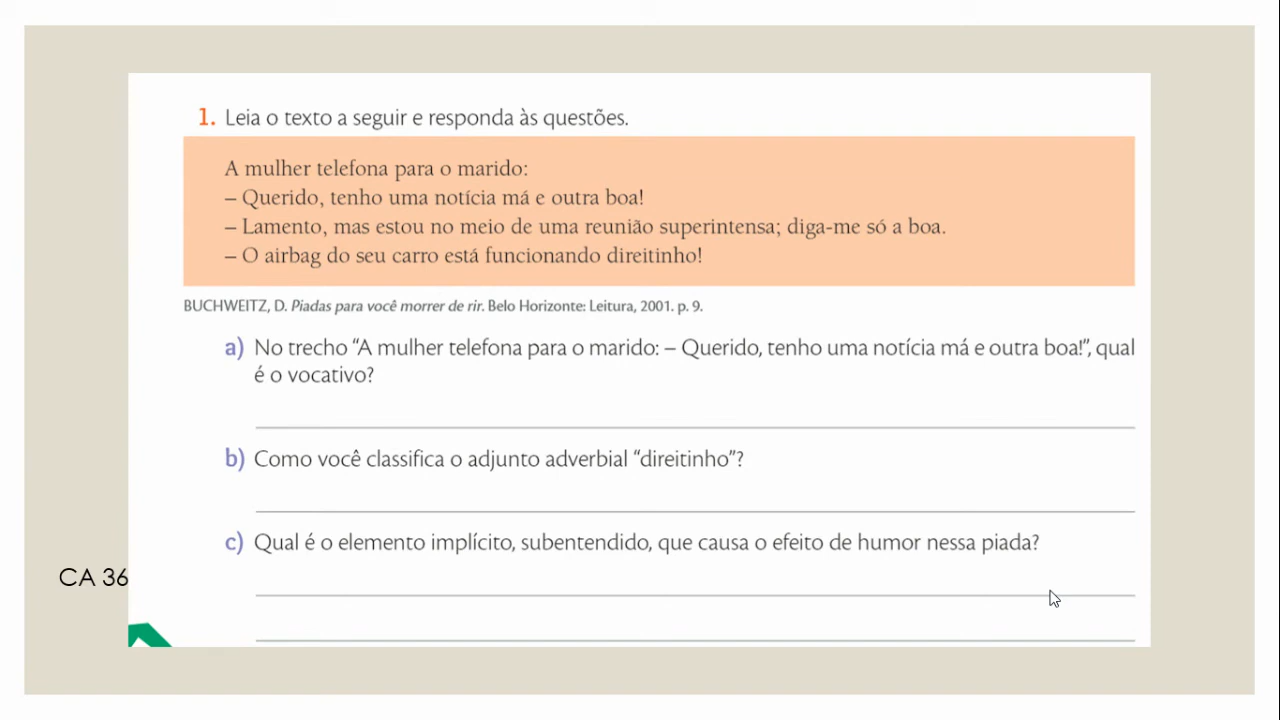 1. Leia o texto a seguir e responda às questões.
A mulher telefona para o marido:
– Querido, tenho uma notícia má e outra boa!
– Lamento, mas estou no meio de uma reunião superintensa; diga-me só a boa.
– O airbag do seu carro está funcionando direitinho!
BUCHWEITZ, D. Piadas para você morrer de rir. Belo Horizonte: Leitura, 2001. p. 9.
a) No trecho “A mulher telefona para o marido: – Querido, tenho uma notícia má e outra boa!”, qual
é o vocativo?
b) Como você classifica o adjunto adverbial “direitinho”?
c) Qual é o elemento implícito, subentendido, que causa o efeito de humor nessa piada?
CA 36